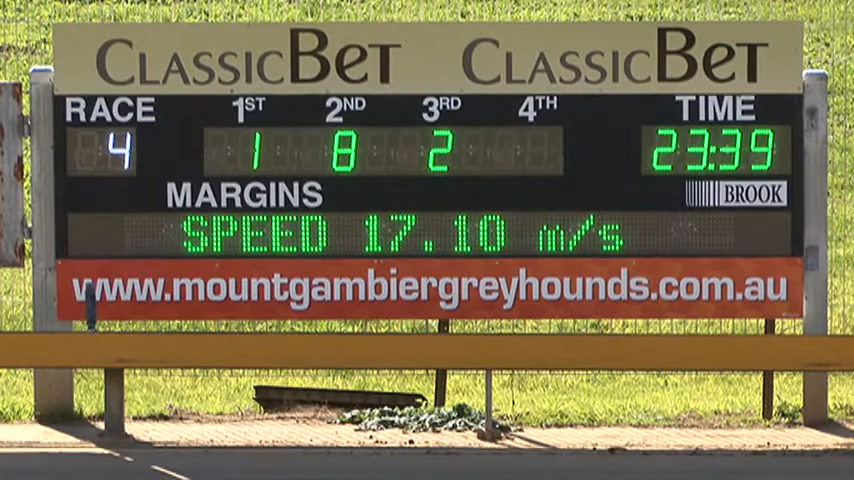 CLASSICBET CLASSICBET
RACE 1ST 2ND 3RD 4TH TIME
4 1 8 2 23:39
MARGINS BROOK
SPEED 17.10 m/s
www.mountgambiergreyhounds.com.au